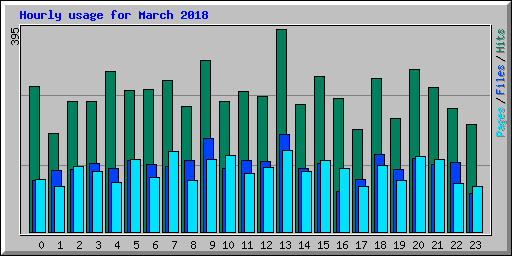 Hourly usage for March 2018
395
Pages/Files/Hits
0 1 2 3 4 5 6 7 8 9 10 11 12 13 14 15 16 17 18 19 20 21 22 23